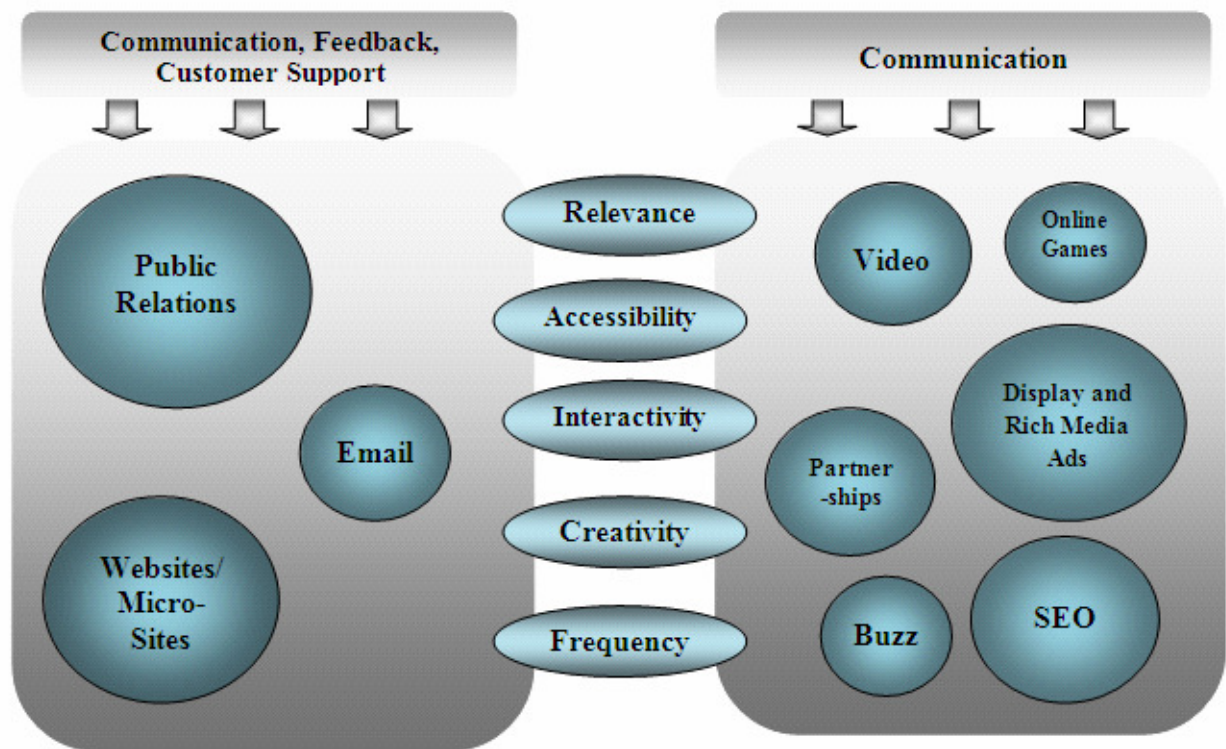 Communication, Feedback,
Customer Support
Communication
Public
Relations
Email
Websites/
Micro-
Sites
Relevance
Accessibility
Interactivity
Creativity
Frequency
Video
Online
Games
Display and
Rich Media
Ads
Partner
-ships
Buzz
SEO